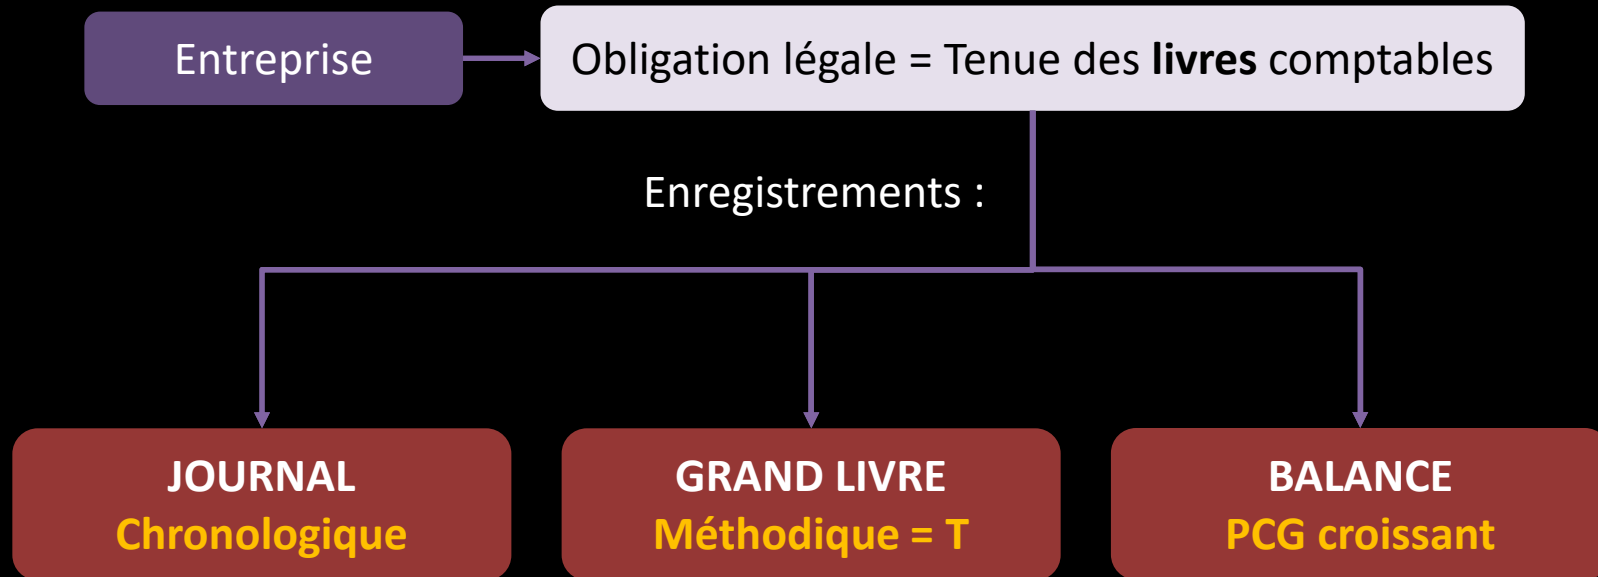 Entreprise
Obligation légale = Tenue des livres comptables
Enregistrements :
JOURNAL
Chronologique
GRAND LIVRE
Méthodique = T
BALANCE
PCG croissant